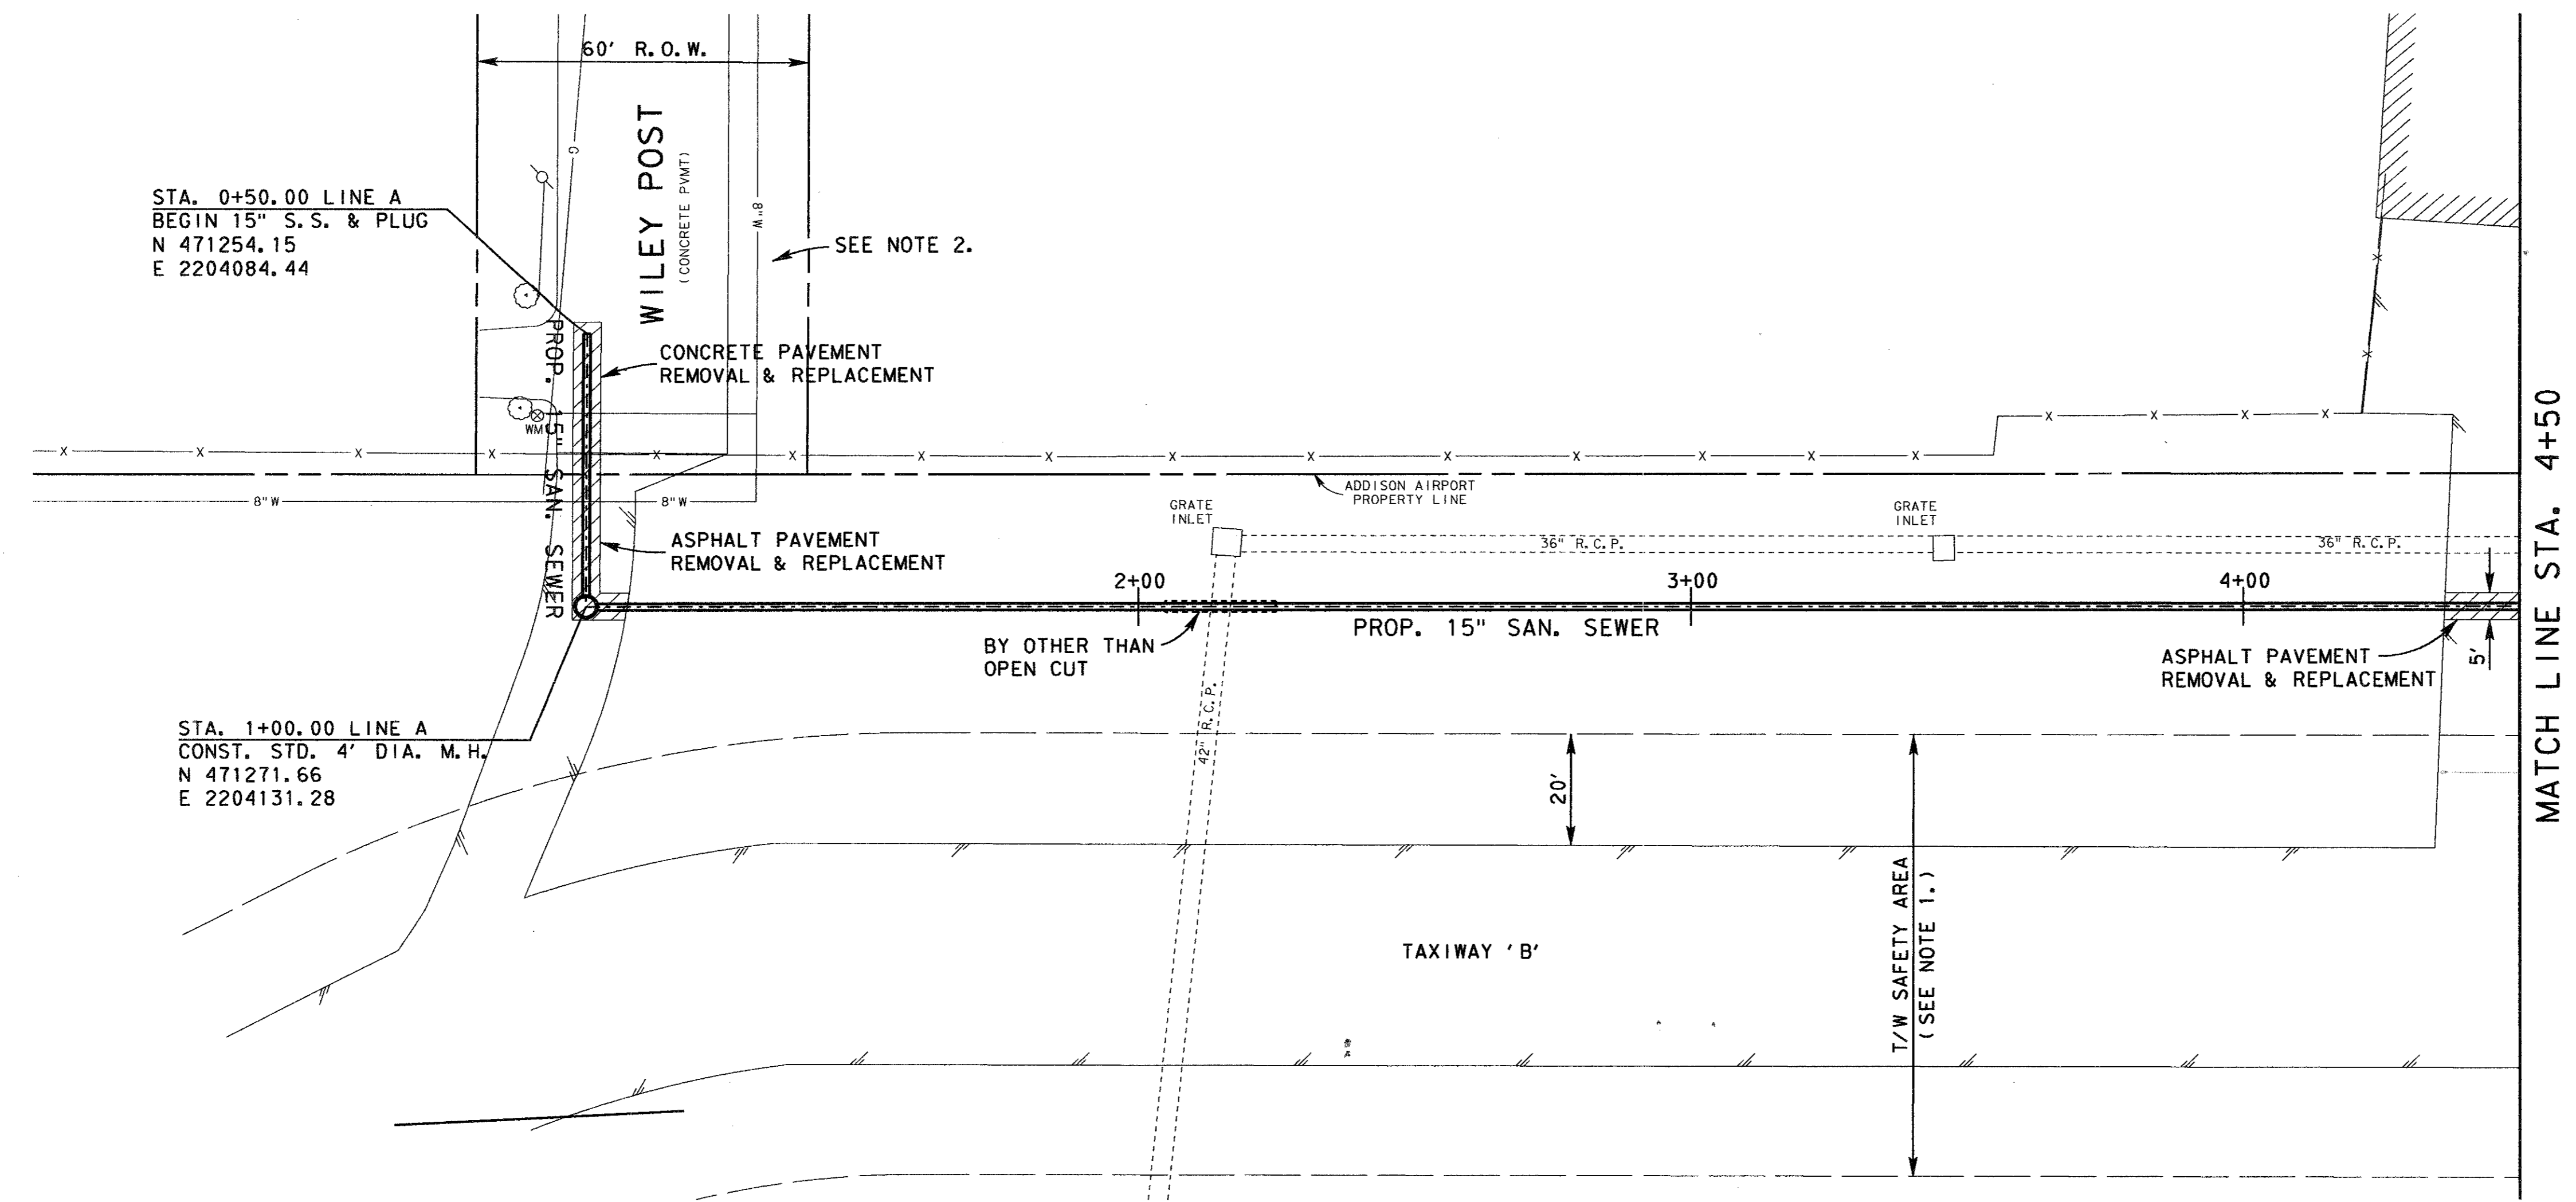 60' R.O.W.
WILEY POST
(CONCRETE PVMT)
G
8"W
STA. 0+50.00 LINE A
BEGIN 15" S.S. & PLUG
N 471254.15
E 2204084.44
SEE NOTE 2.
CONCRETE PAVEMENT
REMOVAL & REPLACEMENT
WM
PROP. 15" SAN. SEWER
X X X X X X X X X X X X X X X X X X X
X
X
8"W
8"W
ADDISON AIRPORT
PROPERTY LINE
GRATE
INLET
GRATE
INLET
36" R.C.P.
36" R.C.P.
ASPHALT PAVEMENT
REMOVAL & REPLACEMENT
2+00
3+00
4+00
PROP. 15" SAN. SEWER
BY OTHER THAN
OPEN CUT
ASPHALT PAVEMENT
REMOVAL & REPLACEMENT
5'
MATCH LINE STA. 4+50
42" R.C.P.
STA. 1+00.00 LINE A
CONST. STD. 4' DIA. M.H.
N 471271.66
E 2204131.28
20'
T/W SAFETY AREA
(SEE NOTE 1.)
TAXIWAY 'B'